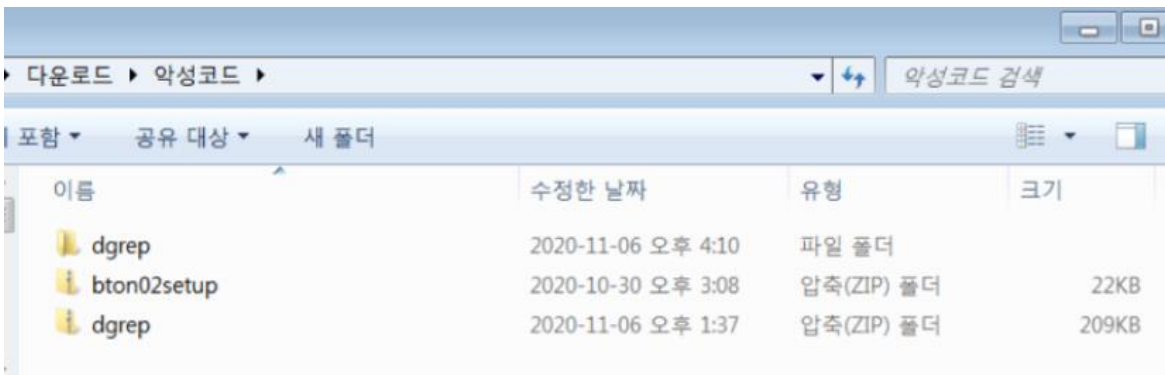 다운로드 ▶ 악성코드 ▶ 악성코드 검색
포함 공유 대상 새 폴더
이름 수정한 날짜 유형 크기
dgrep 2020-11-06 오후 4:10 파일 폴더
bton02setup 2020-10-30 오후 3:08 압축(ZIP) 폴더 22KB
dgrep 2020-11-06 오후 1:37 압축(ZIP) 폴더 209KB